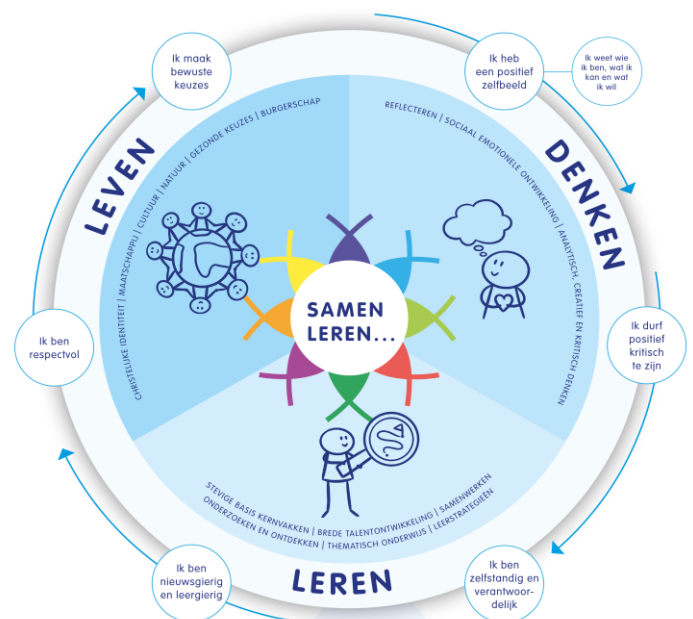 Ik maak
bewuste
keuzes
Ik heb
een positief
zelfbeeld
Ik weet wie
ik ben, wat ik
kan en wat
ik wil
LEVEN
DENKEN
CHRISTELIJKE IDENTITEIT | MAATSCHAPPIJ | CULTUUR | NATUUR | GEZONDE KEUZES | BURGERSCHAP
REFLECTEREN | SOCIAAL EMOTIONELE ONTWIKKELING | ANALYTISCH, CREATIEF EN KRITISCH DENKEN
SAMEN
LEREN...
Ik ben
respectvol
Ik durf
positief
kritisch
te zijn
STEVIGE BASIS KERNVAKKEN | BREDE TALENTONTWIKKELING | SAMENWERKEN
ONDERZOEKEN EN ONTDEKKEN | THEMATISCH ONDERWIJS | LEERSTRATEGIEËN
Ik ben
nieuwsgierig
en leergierig
LEREN
Ik ben
zelfstandig en
verantwoor-
delijk